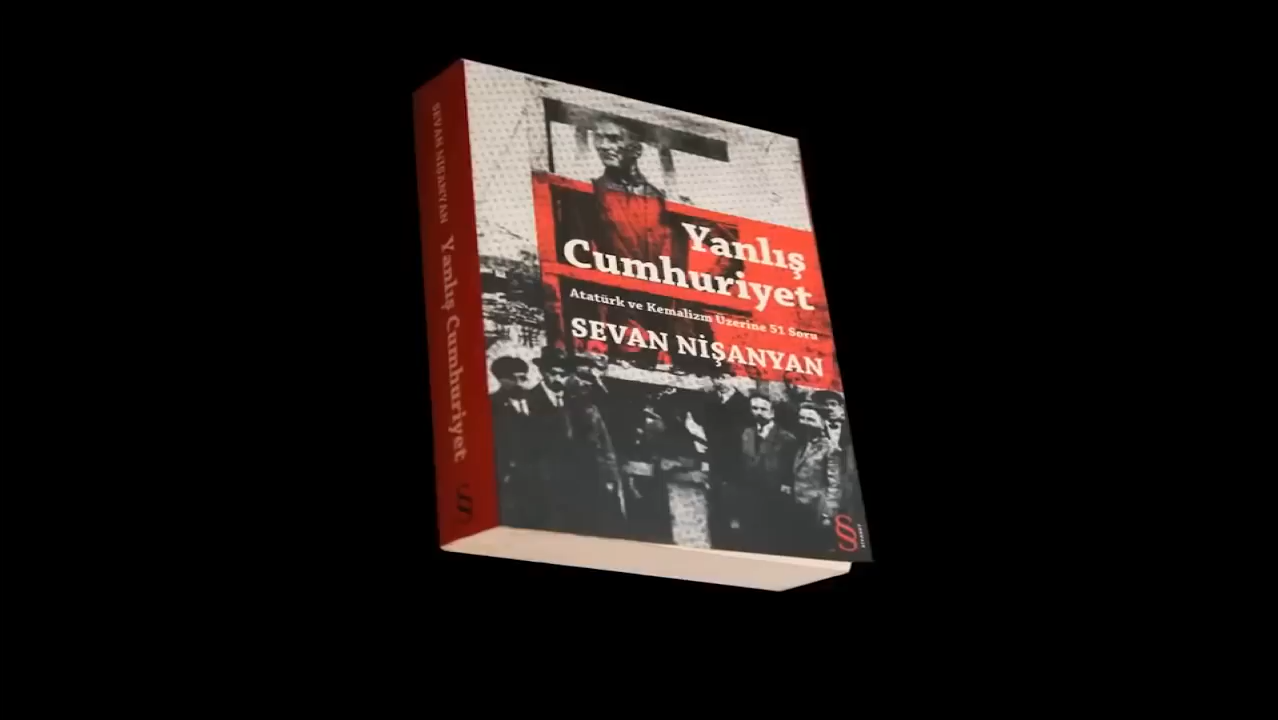 SEVAN NİŞANYAN Yanlış Cumhuriyet
Yanlış
Cumhuriyet
Atatürk ve Kemalizm Üzerine 51 Soru
SEVAN NİŞANYAN